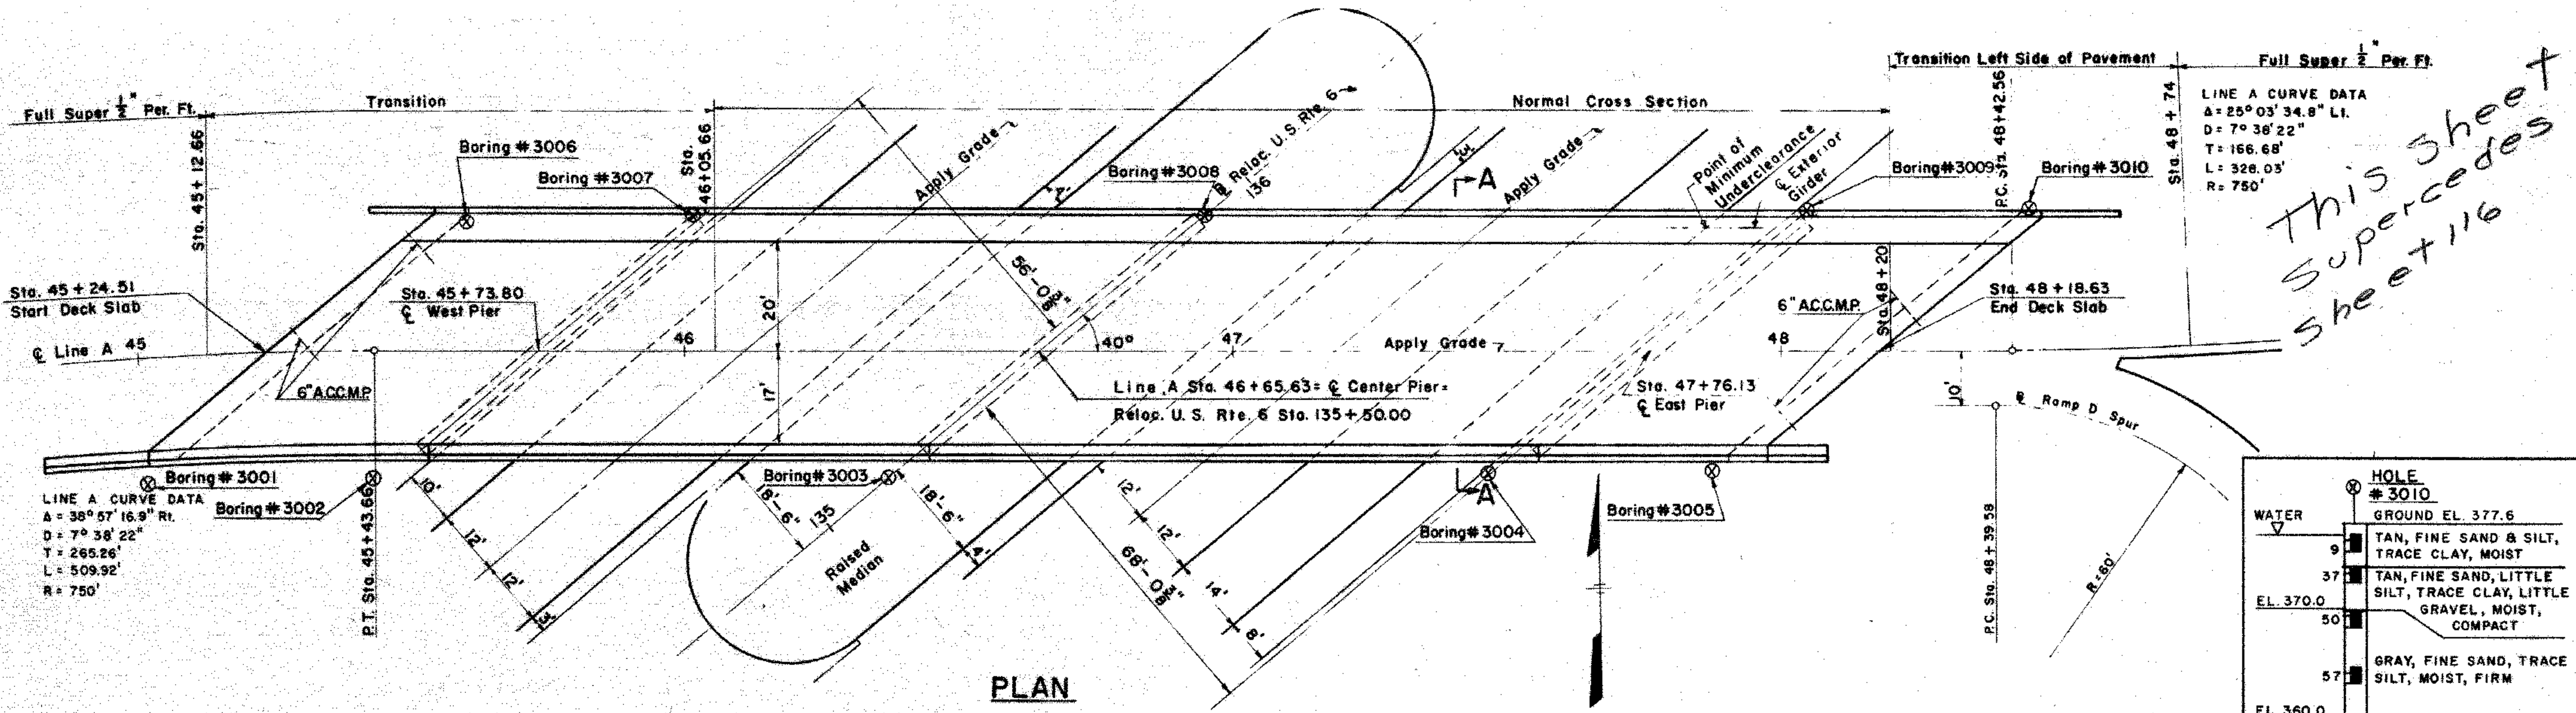 Full Super 1/2" Per. Ft.
Transition
Sta. 45+12.66
Sta. 46+05.66
Boring #3006
Boring #3007
Apply Grade
56'-0 3/8"
Boring #3008
℄ Reloc. U.S. Rte. 6
136
3'
A
Normal Cross Section
Apply Grade
Point of Minimum Underclearance
℄ Exterior Girder
Transition Left Side of Pavement
P.C. Sta. 48+42.56
Boring #3009
Boring #3010
Sta. 48+74
Full Super 1/2" Per. Ft.
LINE A CURVE DATA
Δ = 25° 03' 34.8" Lt.
D = 7° 38' 22"
T = 166.68'
L = 328.03'
R = 750'
This sheet
supercedes
sheet 116
Sta. 45+24.51
Start Deck Slab
Sta. 45+73.80
℄ West Pier
20'
Sta. 48+20
Sta. 48+18.63
End Deck Slab
6" A.C.C.M.P.
℄ Line A
45
46
40°
47
Apply Grade
48
6" A.C.C.M.P.
17'
Line A Sta. 46+65.63 = ℄ Center Pier =
Reloc. U.S. Rte. 6 Sta. 135+50.00
Sta. 47+76.13
℄ East Pier
10'
Ramp D Spur
Boring #3001
LINE A CURVE DATA
Δ = 38° 57' 16.9" Rt.
D = 7° 38' 22"
T = 265.26'
L = 509.92'
R = 750'
Boring #3002
P.T. Sta. 45+43.66
10'
12'
12'
3'
Boring #3003
18'-6"
135
18'-6"
4'
Raised
Median
68'-0 3/8"
12'
12'
14'
8'
A
Boring #3004
Boring #3005
P.C. Sta. 48+39.58
R=60'
PLAN
HOLE
#3010
WATER
GROUND EL. 377.6
9
TAN, FINE SAND & SILT,
TRACE CLAY, MOIST
37
TAN, FINE SAND, LITTLE
SILT, TRACE CLAY, LITTLE
GRAVEL, MOIST,
COMPACT
EL. 370.0
50
57
GRAY, FINE SAND, TRACE
SILT, MOIST, FIRM
EL. 360.0